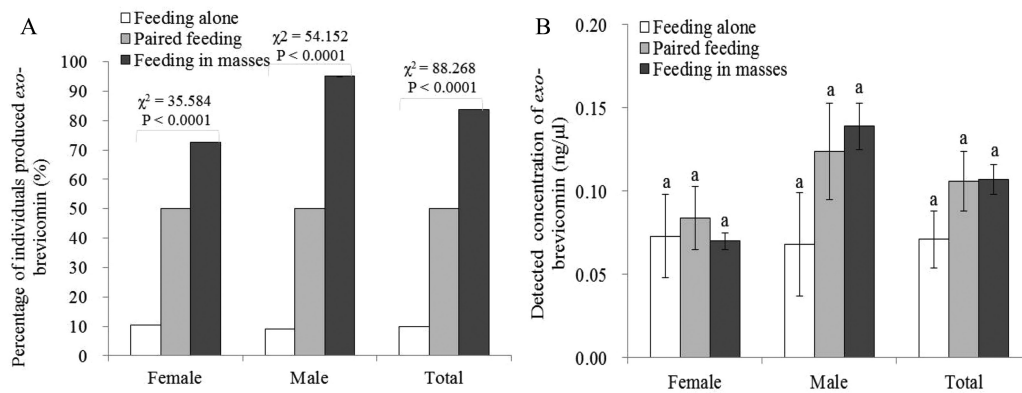 A
Feeding alone
Paired feeding
Feeding in masses
χ2 = 54.152
P < 0.0001
χ2 = 88.268
P < 0.0001
χ2 = 35.584
P < 0.0001
Percentage of individuals produced exo-
brevicomin (%)
100
90
80
70
60
50
40
30
20
10
0
Female
Male
Total
B
Feeding alone
Paired feeding
Feeding in masses
Detected concentration of exo-
brevicomin (ng/μl)
0.20
0.15
0.10
0.05
0.00
a a a
a a a
a a a
Female
Male
Total